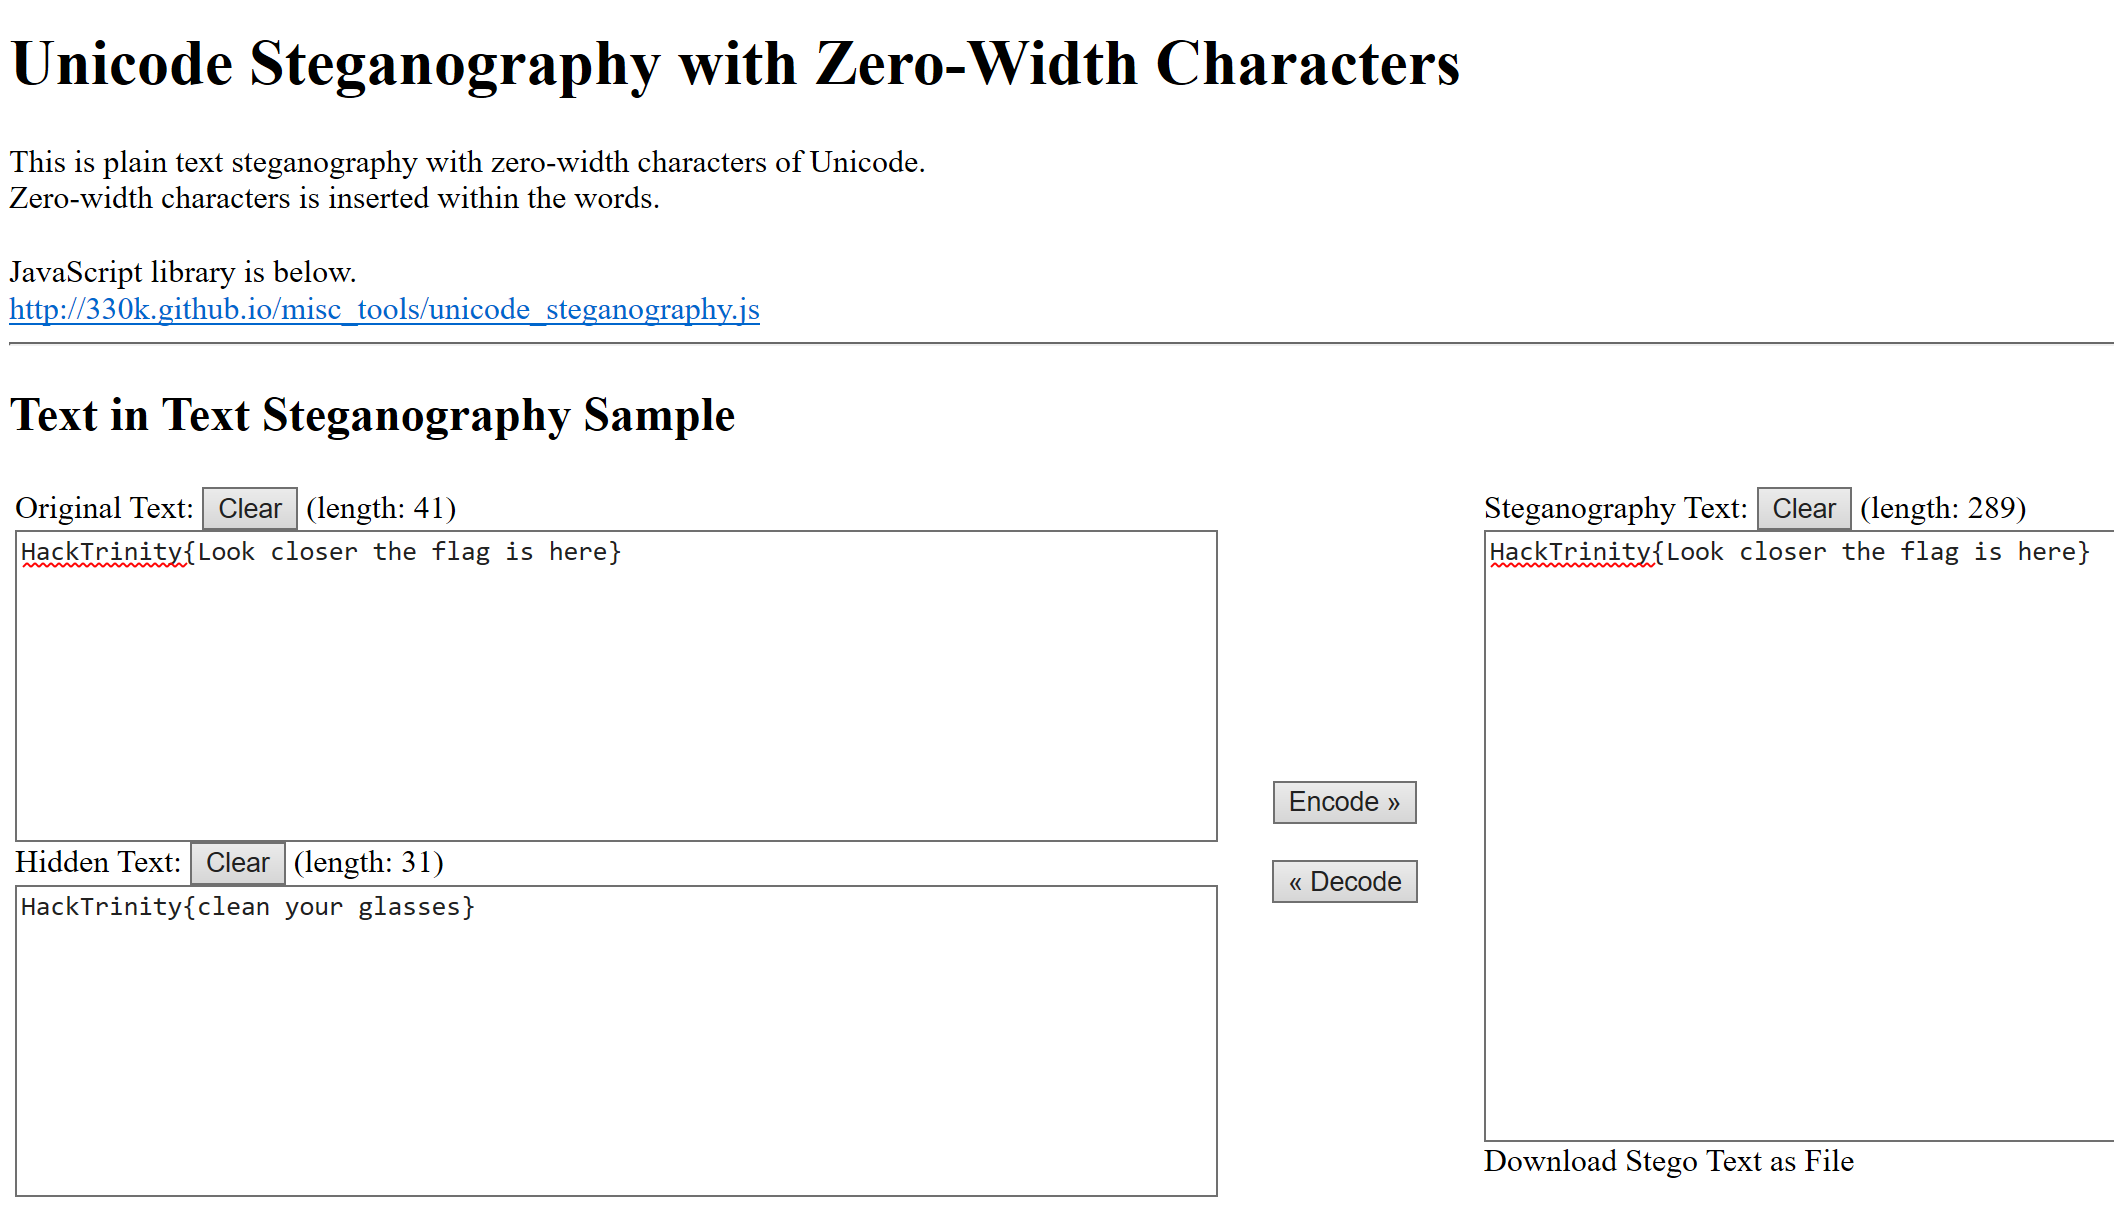 Unicode Steganography with Zero-Width Characters
This is plain text steganography with zero-width characters of Unicode.
Zero-width characters is inserted within the words.
JavaScript library is below.
http://330k.github.io/misc_tools/unicode_steganography.js
Text in Text Steganography Sample
Original Text: Clear (length: 41)
HackTrinity{Look closer the flag is here}
Hidden Text: Clear (length: 31)
HackTrinity{clean your glasses}
Encode »
« Decode
Steganography Text: Clear (length: 289)
HackTrinity{Look closer the flag is here}
Download Stego Text as File